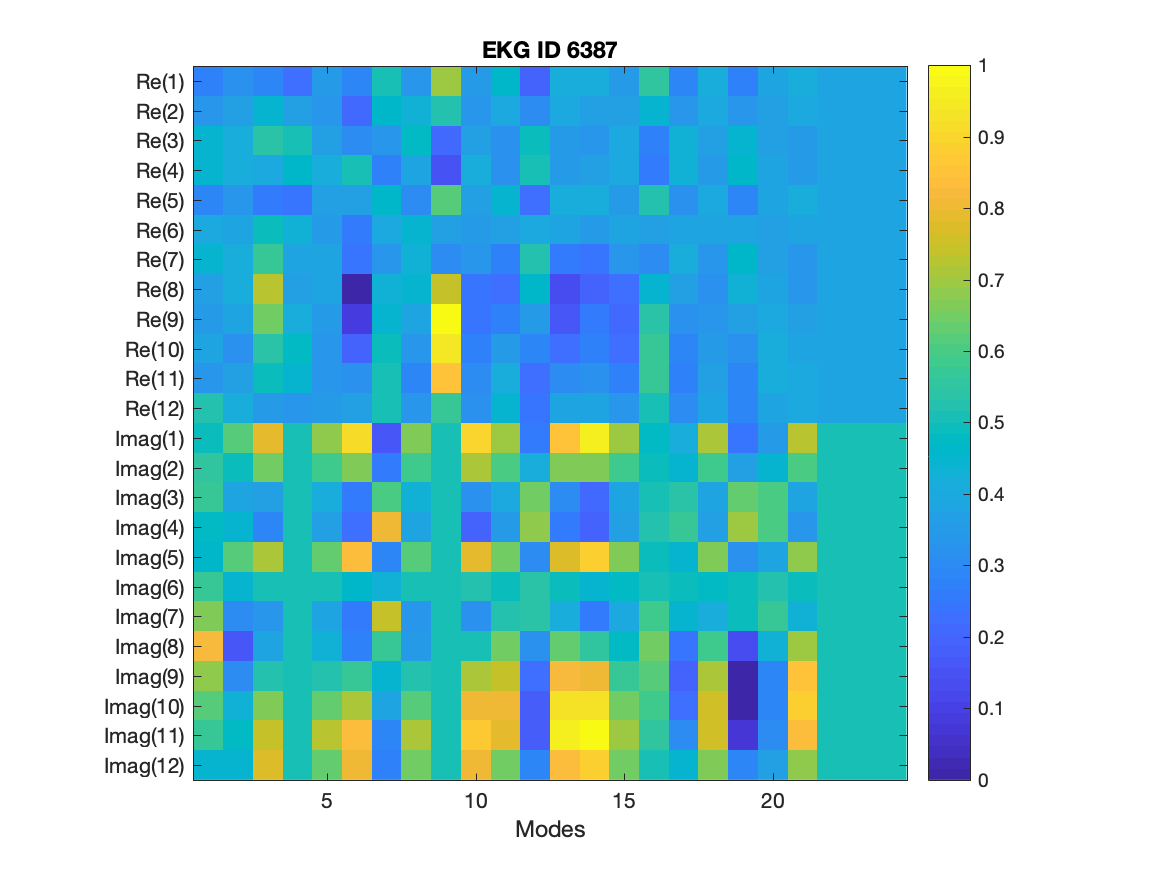 EKG ID 6387
Re(1)
Re(2)
Re(3)
Re(4)
Re(5)
Re(6)
Re(7)
Re(8)
Re(9)
Re(10)
Re(11)
Re(12)
Imag(1)
Imag(2)
Imag(3)
Imag(4)
Imag(5)
Imag(6)
Imag(7)
Imag(8)
Imag(9)
Imag(10)
Imag(11)
Imag(12)
5 10 15 20
Modes
1
0.9
0.8
0.7
0.6
0.5
0.4
0.3
0.2
0.1
0